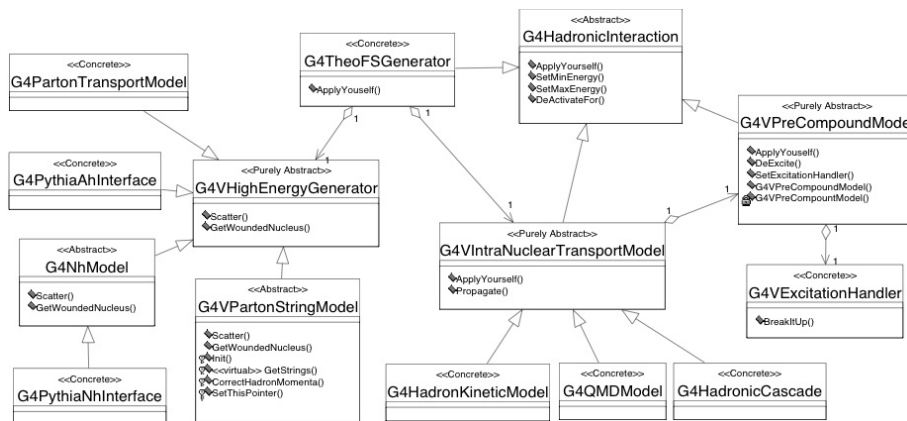 <<Concrete>>
G4PartonTransportModel
<<Concrete>>
G4TheoFSGenerator
ApplyYouself()
<<Abstract>>
G4HadronicInteraction
ApplyYourself()
SetMinEnergy()
SetMaxEnergy()
DeActivateFor()
<<Purely Abstract>>
G4VPreCompoundModel
ApplyYouself()
DeExcite()
SetExcitationHandler()
G4VPreCompoundModel()
G4VPreCompountModel()
1
1
1
1
<<Concrete>>
G4PythiaAhInterface
<<Purely Abstract>>
G4VHighEnergyGenerator
Scatter()
GetWoundedNucleus()
1
1
<<Purely Abstract>>
G4VIntraNuclearTransportModel
ApplyYourself()
Propagate()
1
1
<<Abstract>>
G4NhModel
Scatter()
GetWoundedNucleus()
<<Abstract>>
G4VPartonStringModel
Scatter()
GetWoundedNucleus()
Init()
<<virtual>> GetStrings()
CorrectHadronMomenta()
SetThisPointer()
<<Concrete>>
G4VExcitationHandler
BreakItUp()
<<Concrete>>
G4PythiaNhInterface
<<Concrete>>
G4HadronKineticModel
<<Concrete>>
G4QMDModel
<<Concrete>>
G4HadronicCascade